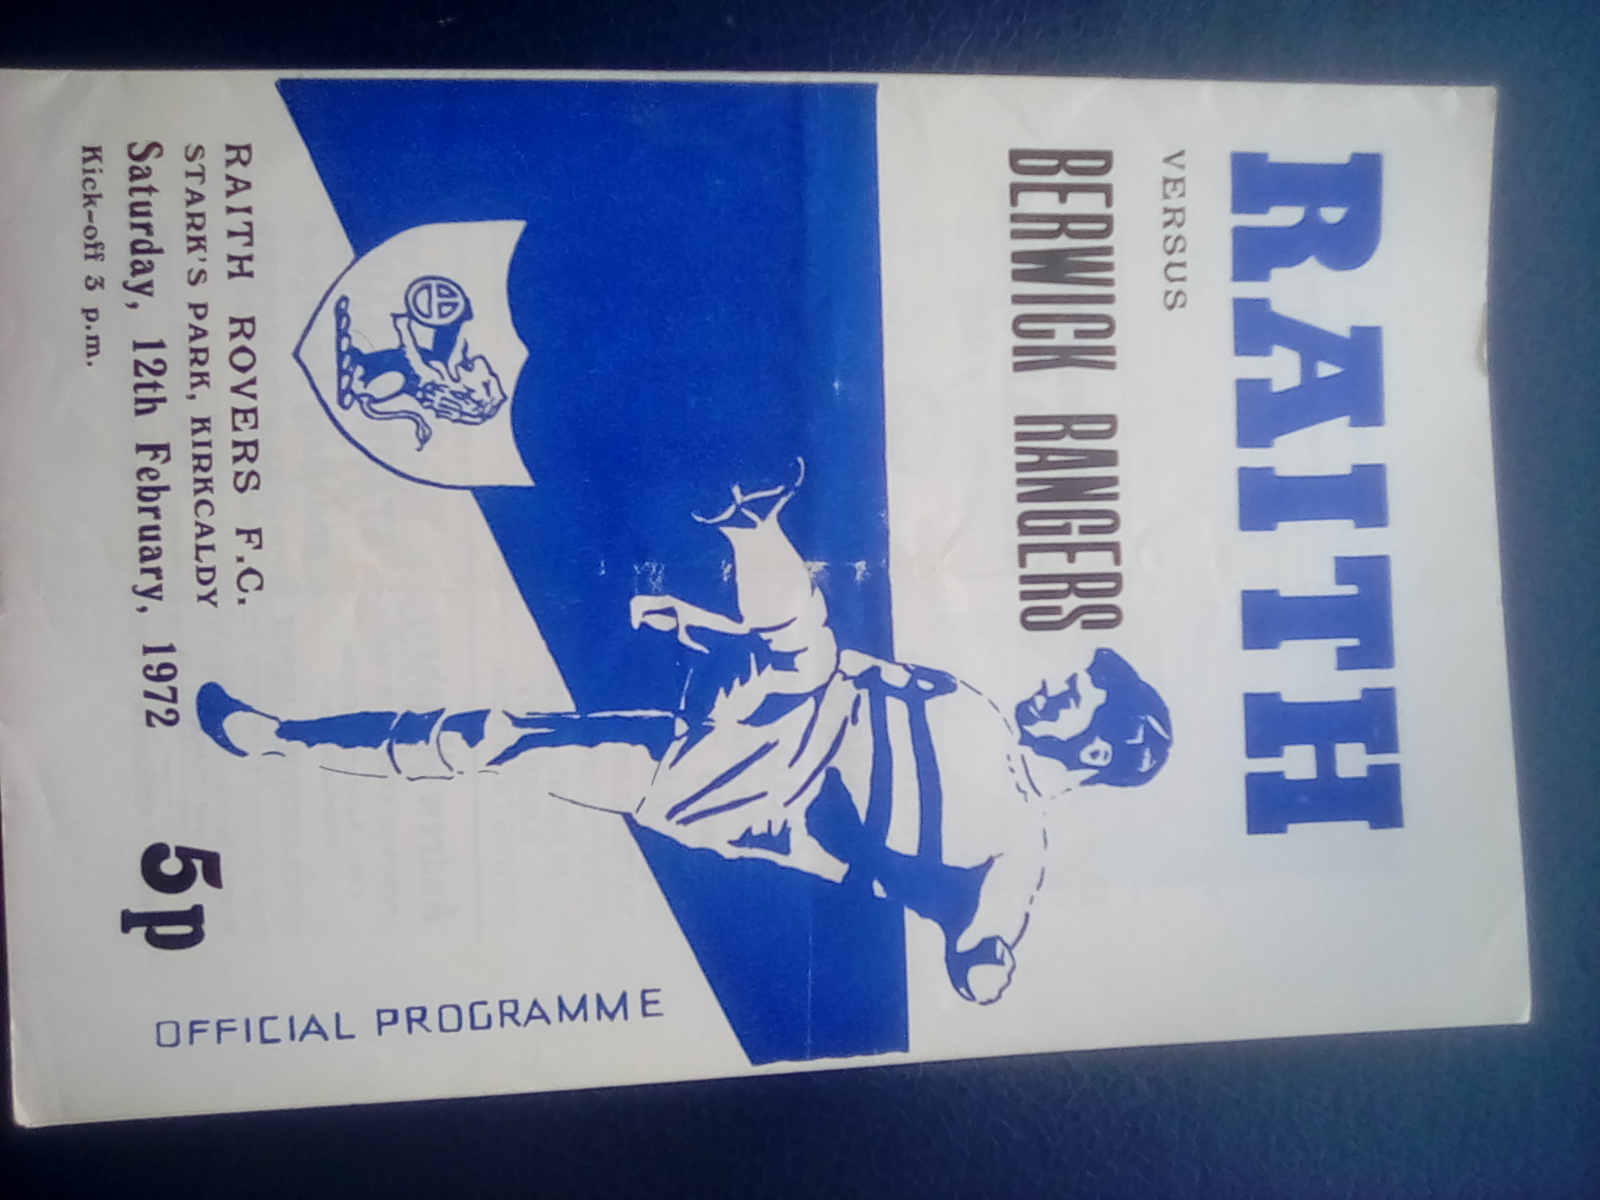 RAITH
VERSUS
BERWICK RANGERS
RAITH ROVERS F.C.
STARK'S PARK, KIRKCALDY
Saturday, 12th February, 1972
Kick-off 3 p.m.
5p
OFFICIAL PROGRAMME